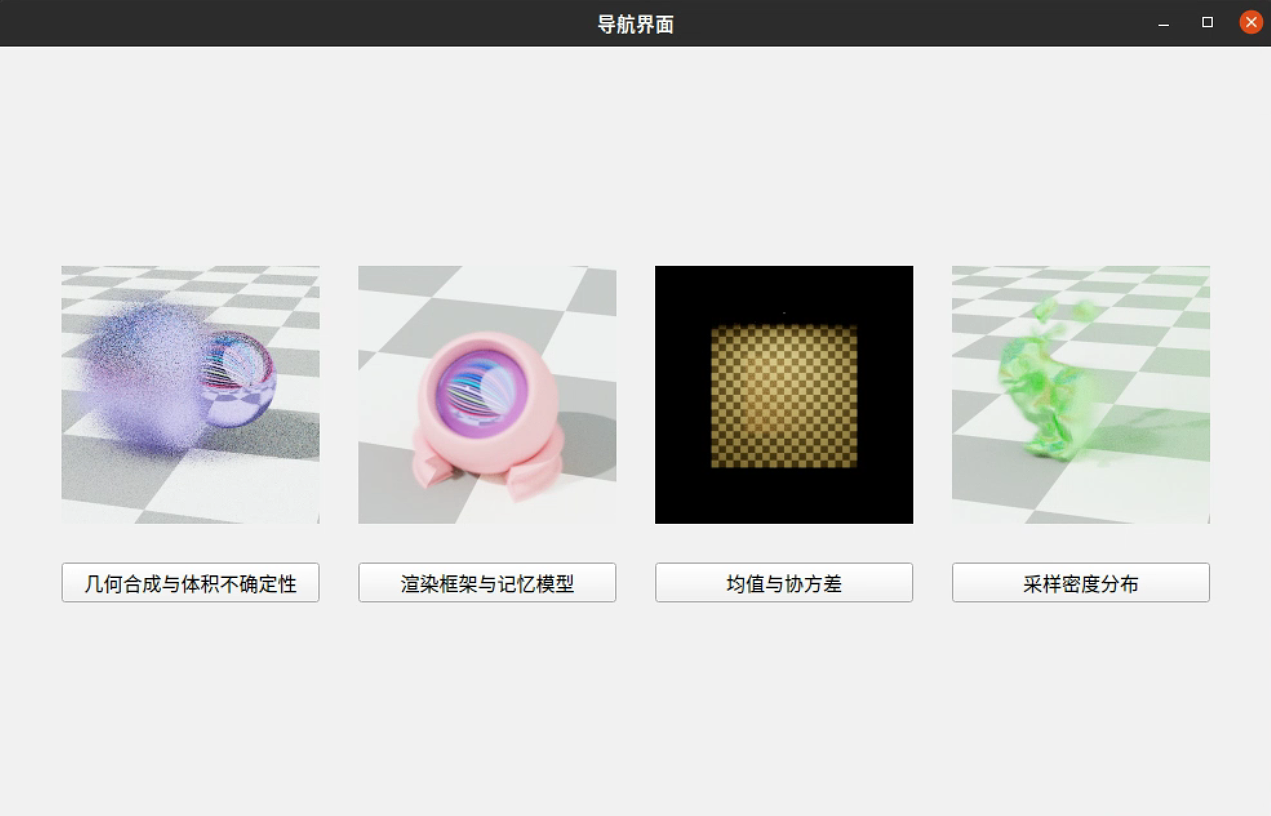 导航界面
几何合成与体积不确定性
渲染框架与记忆模型
均值与协方差
采样密度分布